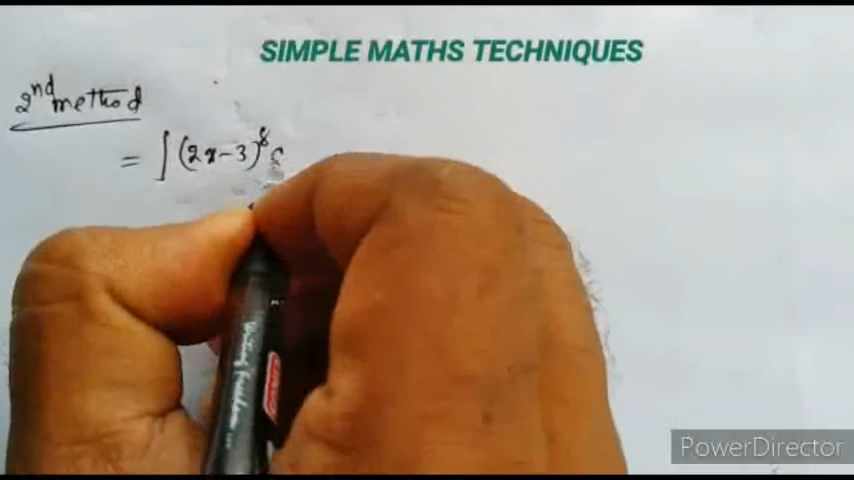 SIMPLE MATHS TECHNIQUES
2nd method
= ∫(2x-3)^8
PowerDirector